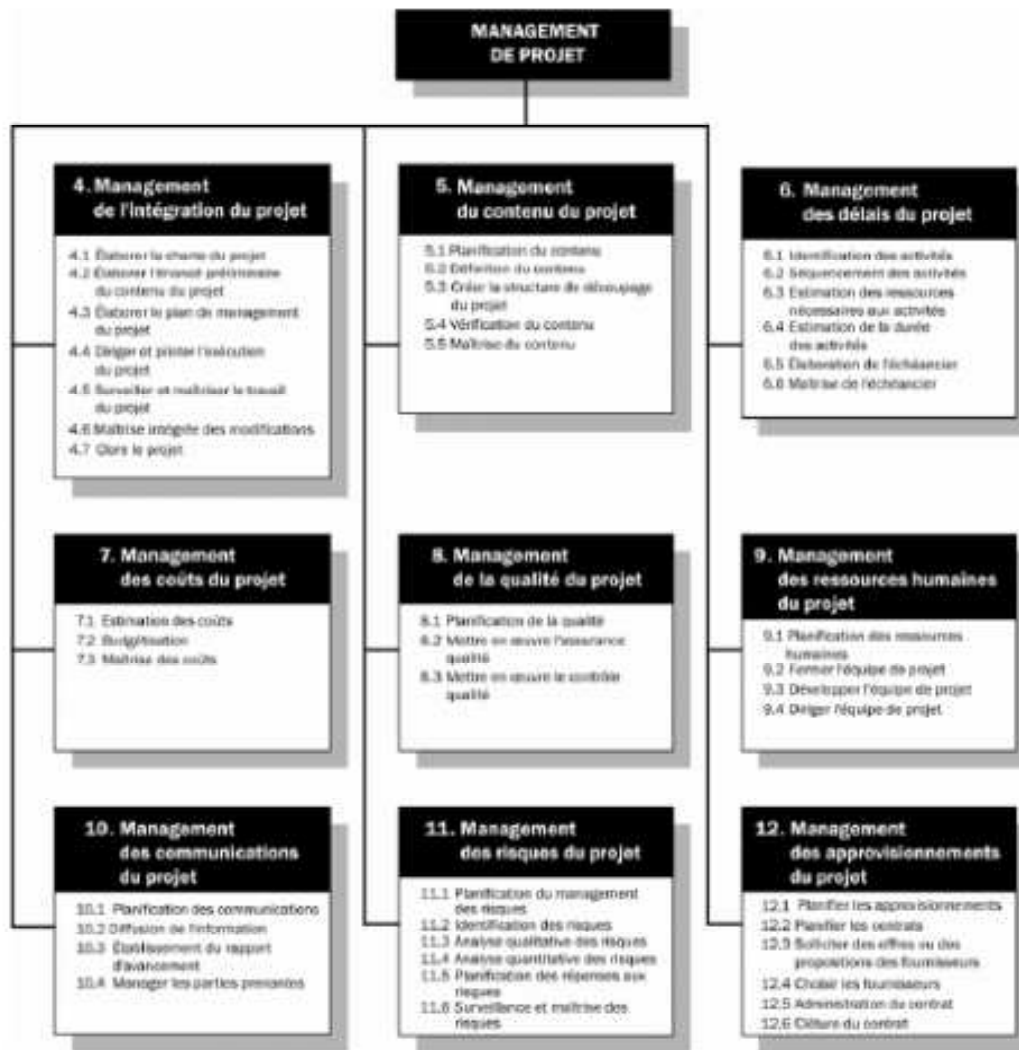 MANAGEMENT
DE PROJET
4. Management
de l'intégration du projet
4.1 Élaborer la charte du projet
4.2 Élaborer l'énoncé préliminaire
du contenu du projet
4.3 Élaborer le plan de management
du projet
4.4 Diriger et piloter l'exécution
du projet
4.5 Surveiller et maîtriser le travail
du projet
4.6 Maîtrise intégrée des modifications
4.7 Clore le projet
5. Management
du contenu du projet
5.1 Planification du contenu
5.2 Définition du contenu
5.3 Créer la structure de découpage
du projet
5.4 Vérification du contenu
5.5 Maîtrise du contenu
6. Management
des délais du projet
6.1 Identification des activités
6.2 Séquencement des activités
6.3 Estimation des ressources
nécessaires aux activités
6.4 Estimation de la durée
des activités
6.5 Élaboration de l'échéancier
6.6 Maîtrise de l'échéancier
7. Management
des coûts du projet
7.1 Estimation des coûts
7.2 Budgétisation
7.3 Maîtrise des coûts
8. Management
de la qualité du projet
8.1 Planification de la qualité
8.2 Mettre en œuvre l'assurance
qualité
8.3 Mettre en œuvre le contrôle
qualité
9. Management
des ressources humaines
du projet
9.1 Planification des ressources
humaines
9.2 Former l'équipe de projet
9.3 Développer l'équipe de projet
9.4 Diriger l'équipe de projet
10. Management
des communications
du projet
10.1 Planification des communications
10.2 Diffusion de l'information
10.3 Établissement du rapport
d'avancement
10.4 Manager les parties prenantes
11. Management
des risques du projet
11.1 Planification du management
des risques
11.2 Identification des risques
11.3 Analyse qualitative des risques
11.4 Analyse quantitative des risques
11.5 Planification des réponses aux
risques
11.6 Surveillance et maîtrise des
risques
12. Management
des approvisionnements
du projet
12.1 Planifier les approvisionnements
12.2 Planifier les contrats
12.3 Solliciter des offres ou des
propositions des fournisseurs
12.4 Choisir les fournisseurs
12.5 Administration du contrat
12.6 Clôture du contrat